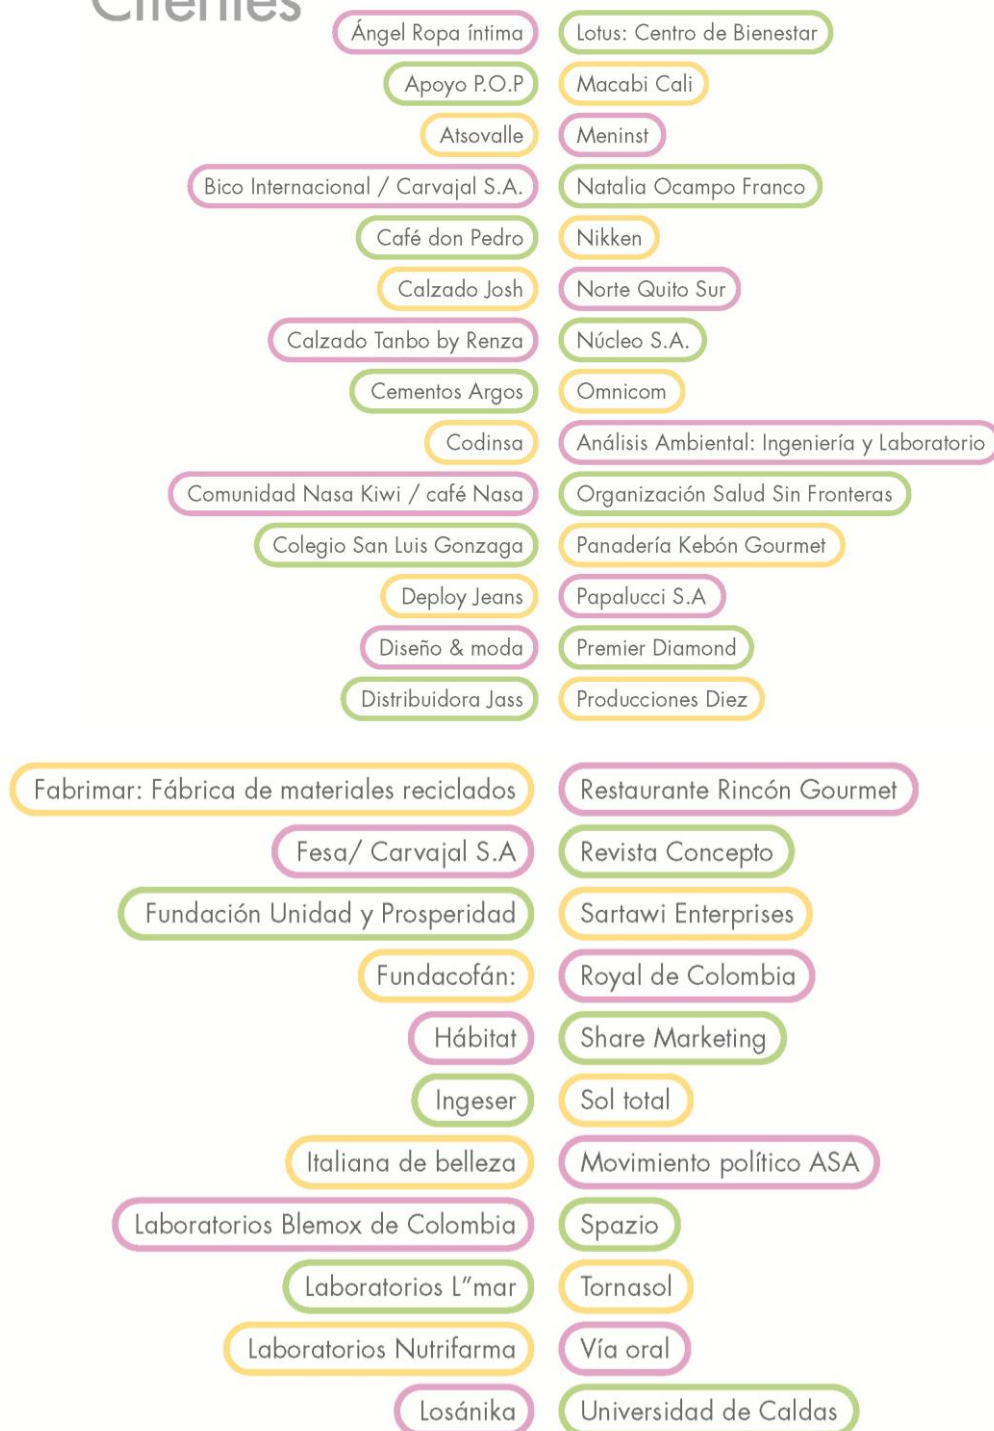 Clientes
Ángel Ropa íntima
Apoyo P.O.P
Atsovalle
Bico Internacional / Carvajal S.A.
Café don Pedro
Calzado Josh
Calzado Tanbo by Renza
Cementos Argos
Codinsa
Comunidad Nasa Kiwi / café Nasa
Colegio San Luis Gonzaga
Deploy Jeans
Diseño & moda
Distribuidora Jass
Fabrimar: Fábrica de materiales reciclados
Fesa/ Carvajal S.A
Fundación Unidad y Prosperidad
Fundacofán:
Hábitat
Ingeser
Italiana de belleza
Laboratorios Blemox de Colombia
Laboratorios L”mar
Laboratorios Nutrifarma
Losánika
Lotus: Centro de Bienestar
Macabi Cali
Meninst
Natalia Ocampo Franco
Nikken
Norte Quito Sur
Núcleo S.A.
Omnicom
Análisis Ambiental: Ingeniería y Laboratorio
Organización Salud Sin Fronteras
Panadería Kebón Gourmet
Papalucci S.A
Premier Diamond
Producciones Diez
Restaurante Rincón Gourmet
Revista Concepto
Sartawi Enterprises
Royal de Colombia
Share Marketing
Sol total
Movimiento político ASA
Spazio
Tornasol
Vía oral
Universidad de Caldas